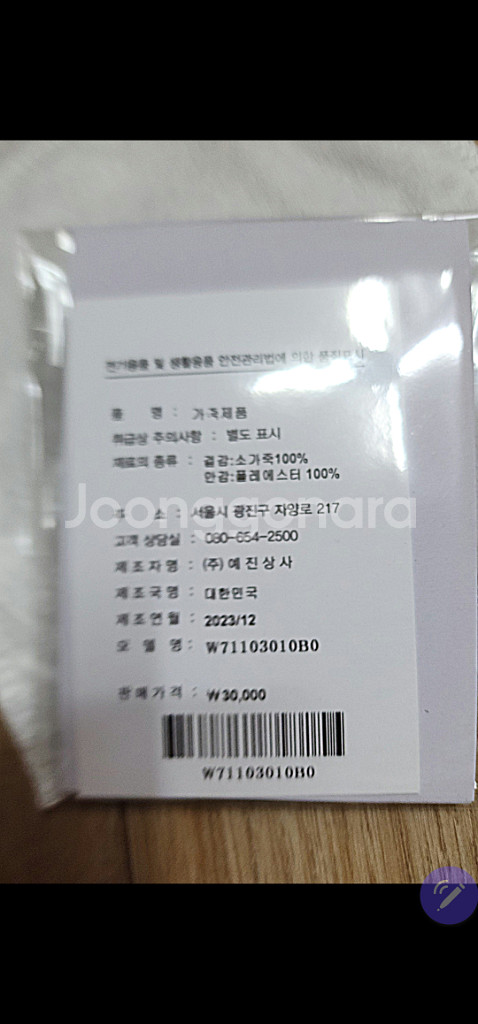 전기용품 및 생활용품 안전관리법에 의한 품질표시
품 명 : 가죽제품
취급상 주의사항 : 별도 표시
재료의 종류 : 겉감:소가죽100%
안감:폴레에스터 100%
Joonggonara
주 소 : 서울시 광진구 자양로 217
고객 상담실 : 080-654-2500
제조자명 : (주)예진상사
제조국명 : 대한민국
제조연월 : 2023/12
모 델 명 : W71103010B0
판매가격 : ₩30,000
W71103010B0